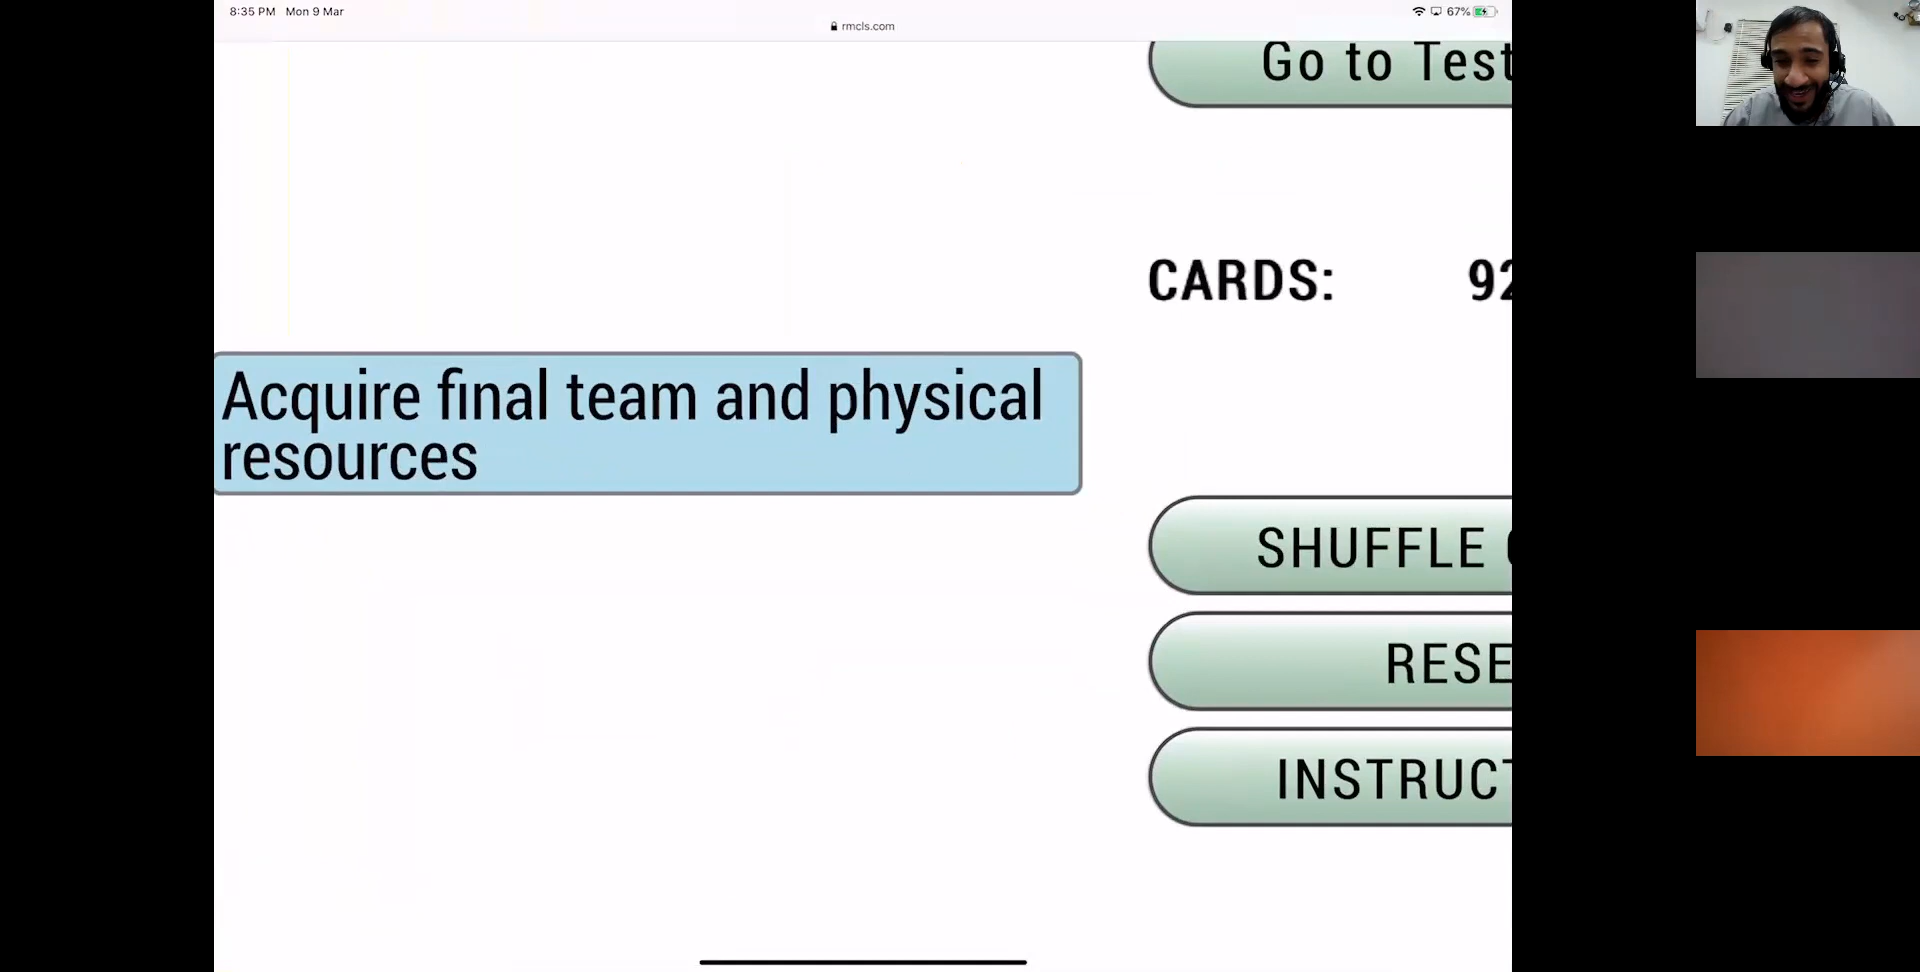 8:35 PM Mon 9 Mar
67%
rmcls.com
Go to Test
CARDS: 92
Acquire final team and physical
resources
SHUFFLE
RESE
INSTRUCT